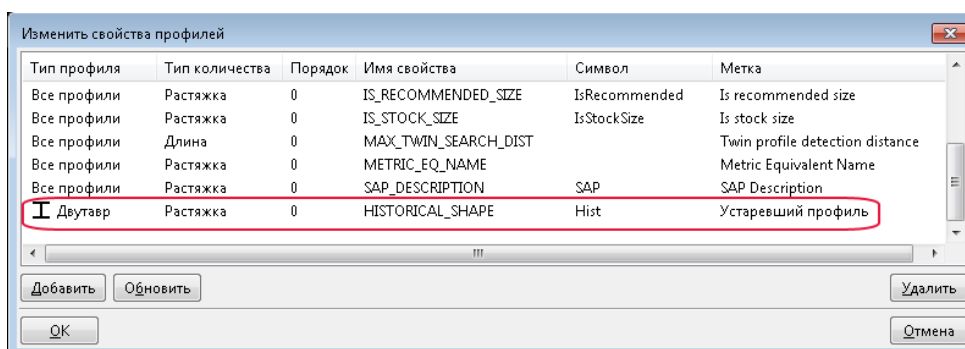 Изменить свойства профилей
Тип профиля Тип количества Порядок Имя свойства Символ Метка
Все профили Растяжка 0 IS_RECOMMENDED_SIZE IsRecommended Is recommended size
Все профили Растяжка 0 IS_STOCK_SIZE IsStockSize Is stock size
Все профили Длина 0 MAX_TWIN_SEARCH_DIST Twin profile detection distance
Все профили Растяжка 0 METRIC_EQ_NAME Metric Equivalent Name
Все профили Растяжка 0 SAP_DESCRIPTION SAP SAP Description
Двутавр Растяжка 0 HISTORICAL_SHAPE Hist Устаревший профиль
Добавить Обновить Удалить
OK Отмена